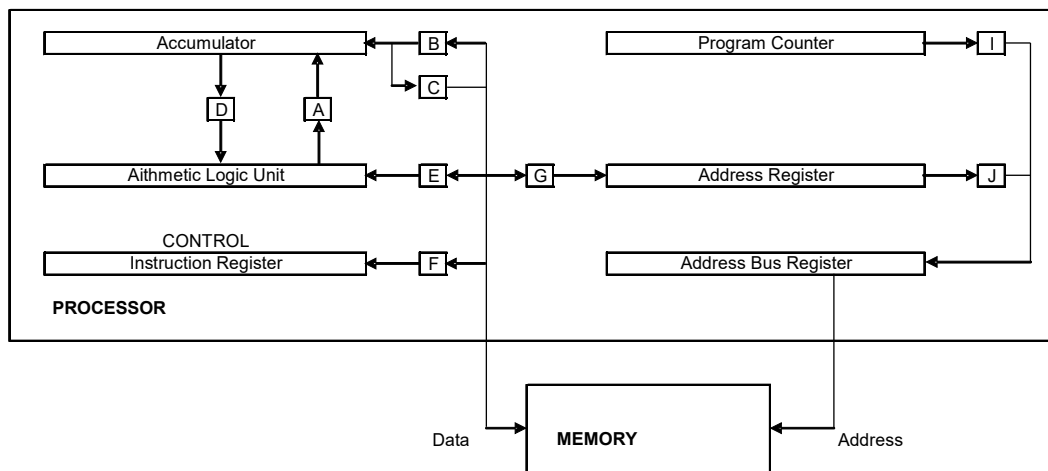 Accumulator
B
Program Counter
I
C
D
A
Aithmetic Logic Unit
E
G
Address Register
J
CONTROL
Instruction Register
F
Address Bus Register
PROCESSOR
Data
MEMORY
Address